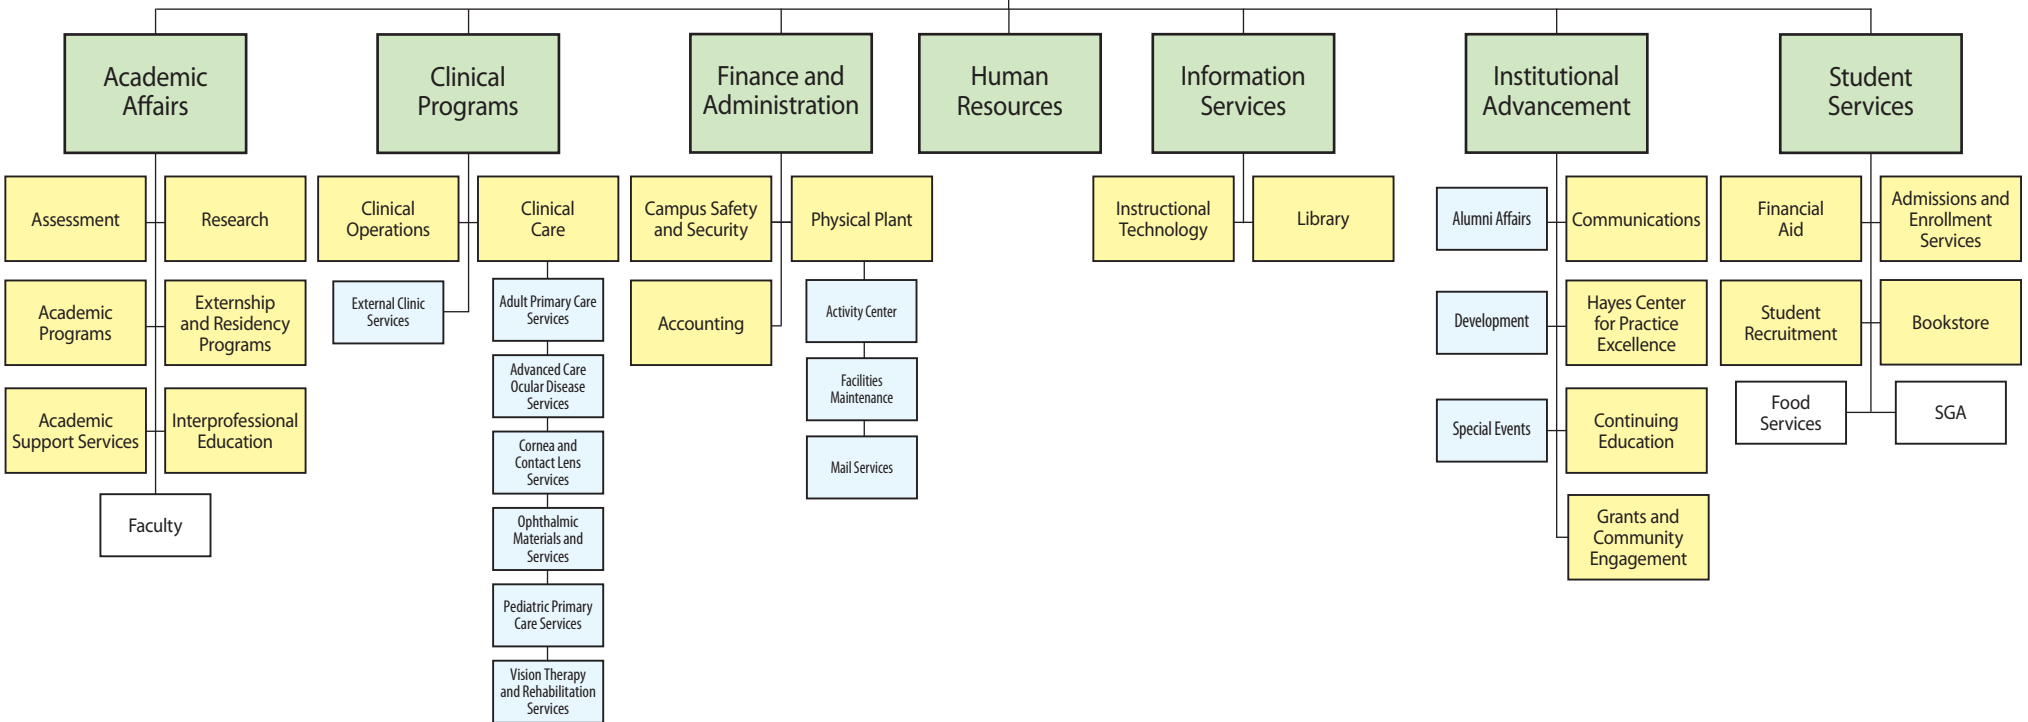 Academic
Affairs
Clinical
Programs
Finance and
Administration
Human
Resources
Information
Services
Institutional
Advancement
Student
Services
Assessment
Research
Academic
Programs
Externship
and Residency
Programs
Academic
Support Services
Interprofessional
Education
Faculty
Clinical
Operations
Clinical
Care
External Clinic
Services
Adult Primary Care
Services
Advanced Care
Ocular Disease
Services
Cornea and
Contact Lens
Services
Ophthalmic
Materials and
Services
Pediatric Primary
Care Services
Vision Therapy
and Rehabilitation
Services
Campus Safety
and Security
Physical Plant
Accounting
Activity Center
Facilities
Maintenance
Mail Services
Instructional
Technology
Library
Alumni Affairs
Communications
Development
Hayes Center
for Practice
Excellence
Special Events
Continuing
Education
Grants and
Community
Engagement
Financial
Aid
Admissions and
Enrollment
Services
Student
Recruitment
Bookstore
Food
Services
SGA